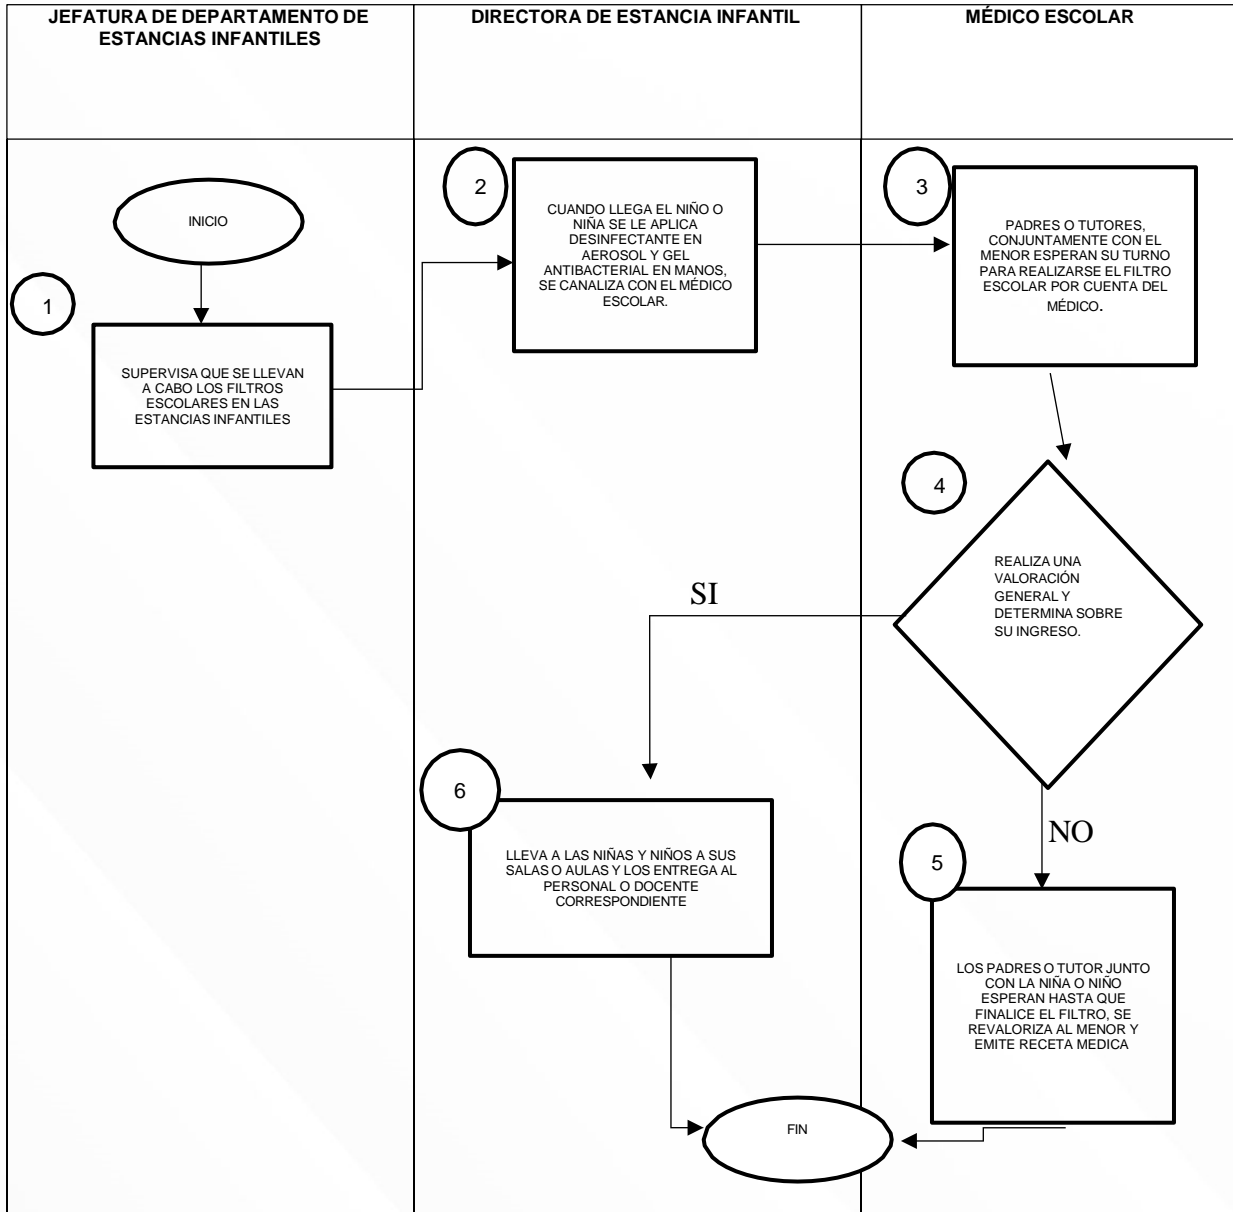 JEFATURA DE DEPARTAMENTO DE
ESTANCIAS INFANTILES
DIRECTORA DE ESTANCIA INFANTIL
MÉDICO ESCOLAR
INICIO
1
SUPERVISA QUE SE LLEVAN
A CABO LOS FILTROS
ESCOLARES EN LAS
ESTANCIAS INFANTILES
2
CUANDO LLEGA EL NIÑO O
NIÑA SE LE APLICA
DESINFECTANTE EN
AEROSOL Y GEL
ANTIBACTERIAL EN MANOS,
SE CANALIZA CON EL MÉDICO
ESCOLAR.
3
PADRES O TUTORES,
CONJUNTAMENTE CON EL
MENOR ESPERAN SU TURNO
PARA REALIZARSE EL FILTRO
ESCOLAR POR CUENTA DEL
MÉDICO.
4
REALIZA UNA
VALORACIÓN
GENERAL Y
DETERMINA SOBRE
SU INGRESO.
SI
NO
5
LOS PADRES O TUTOR JUNTO
CON LA NIÑA O NIÑO
ESPERAN HASTA QUE
FINALICE EL FILTRO, SE
REVALORIZA AL MENOR Y
EMITE RECETA MEDICA
6
LLEVA A LAS NIÑAS Y NIÑOS A SUS
SALAS O AULAS Y LOS ENTREGA AL
PERSONAL O DOCENTE
CORRESPONDIENTE
FIN